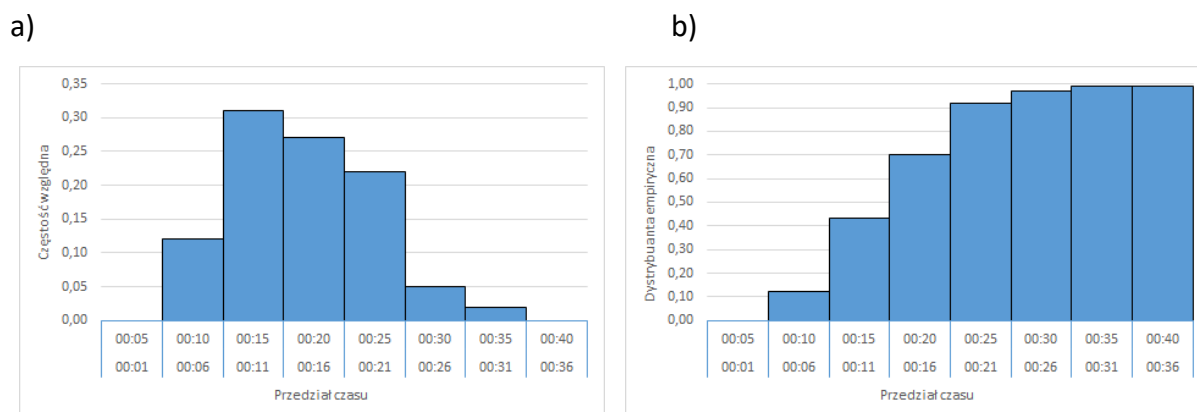 a)
b)
Częstość względna
0,35
0,30
0,25
0,20
0,15
0,10
0,05
0,00
00:05 00:10 00:15 00:20 00:25 00:30 00:35 00:40
00:01 00:06 00:11 00:16 00:21 00:26 00:31 00:36
Przedział czasu
Dystrybuanta empiryczna
1,00
0,90
0,80
0,70
0,60
0,50
0,40
0,30
0,20
0,10
0,00
00:05 00:10 00:15 00:20 00:25 00:30 00:35 00:40
00:01 00:06 00:11 00:16 00:21 00:26 00:31 00:36
Przedział czasu